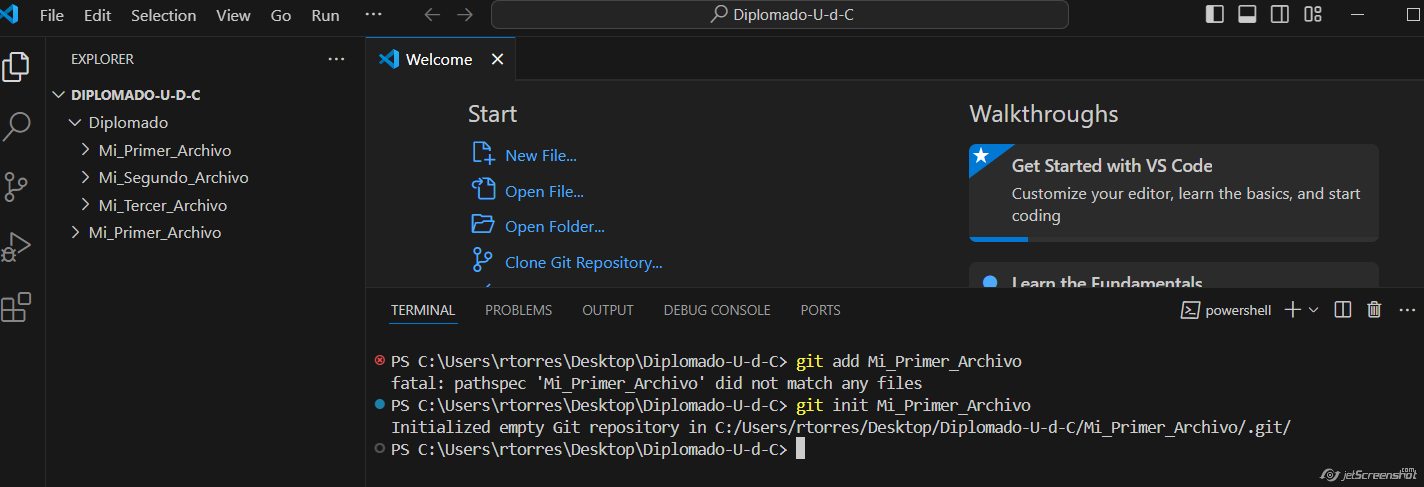 File Edit Selection View Go Run ··· Diplomado-U-d-C
EXPLORER ···
DIPLOMADO-U-D-C
Diplomado
Mi_Primer_Archivo
Mi_Segundo_Archivo
Mi_Tercer_Archivo
Mi_Primer_Archivo
Welcome
Start
New File...
Open File...
Open Folder...
Clone Git Repository...
Walkthroughs
Get Started with VS Code
Customize your editor, learn the basics, and start
coding
Learn the Fundamentals
TERMINAL PROBLEMS OUTPUT DEBUG CONSOLE PORTS powershell ···
PS C:\Users\rtorres\Desktop\Diplomado-U-d-C> git add Mi_Primer_Archivo
fatal: pathspec 'Mi_Primer_Archivo' did not match any files
PS C:\Users\rtorres\Desktop\Diplomado-U-d-C> git init Mi_Primer_Archivo
Initialized empty Git repository in C:/Users/rtorres/Desktop/Diplomado-U-d-C/Mi_Primer_Archivo/.git/
PS C:\Users\rtorres\Desktop\Diplomado-U-d-C>
jetScreenshot.com